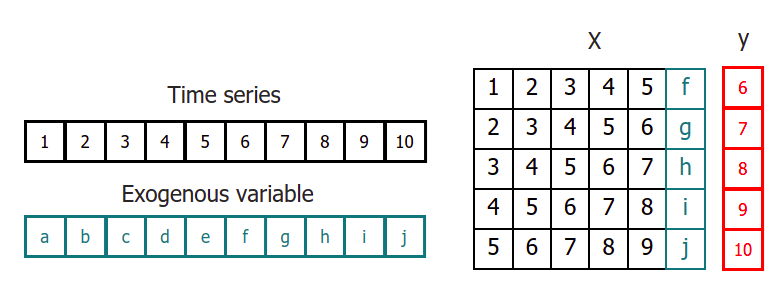 Time series
1 2 3 4 5 6 7 8 9 10
Exogenous variable
a b c d e f g h i j
X
1 2 3 4 5 f
2 3 4 5 6 g
3 4 5 6 7 h
4 5 6 7 8 i
5 6 7 8 9 j
y
6
7
8
9
10